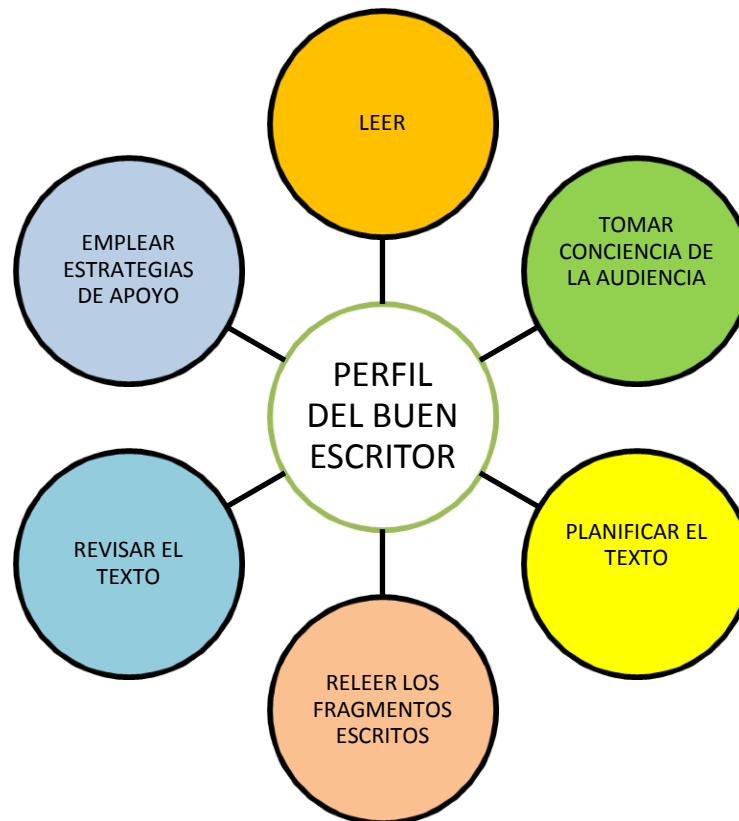 LEER
TOMAR
CONCIENCIA DE
LA AUDIENCIA
EMPLEAR
ESTRATEGIAS
DE APOYO
PERFIL
DEL BUEN
ESCRITOR
PLANIFICAR EL
TEXTO
REVISAR EL
TEXTO
RELEER LOS
FRAGMENTOS
ESCRITOS